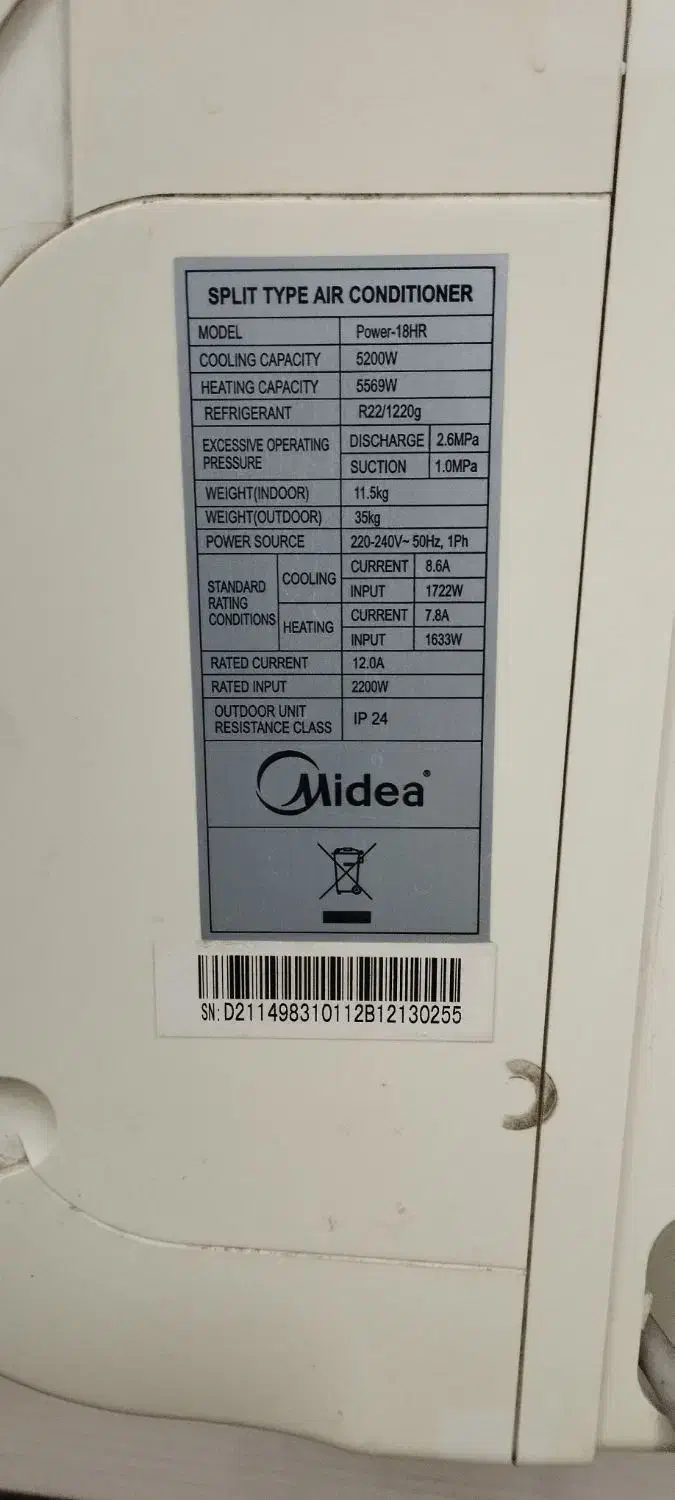 SPLIT TYPE AIR CONDITIONER
MODEL Power-18HR
COOLING CAPACITY 5200W
HEATING CAPACITY 5569W
REFRIGERANT R22/1220g
EXCESSIVE OPERATING PRESSURE DISCHARGE 2.6MPa
SUCTION 1.0MPa
WEIGHT(INDOOR) 11.5kg
WEIGHT(OUTDOOR) 35kg
POWER SOURCE 220-240V~ 50Hz, 1Ph
STANDARD RATING CONDITIONS COOLING CURRENT 8.6A
INPUT 1722W
HEATING CURRENT 7.8A
INPUT 1633W
RATED CURRENT 12.0A
RATED INPUT 2200W
OUTDOOR UNIT RESISTANCE CLASS IP 24
Midea®
SN: D211498310112B12130255